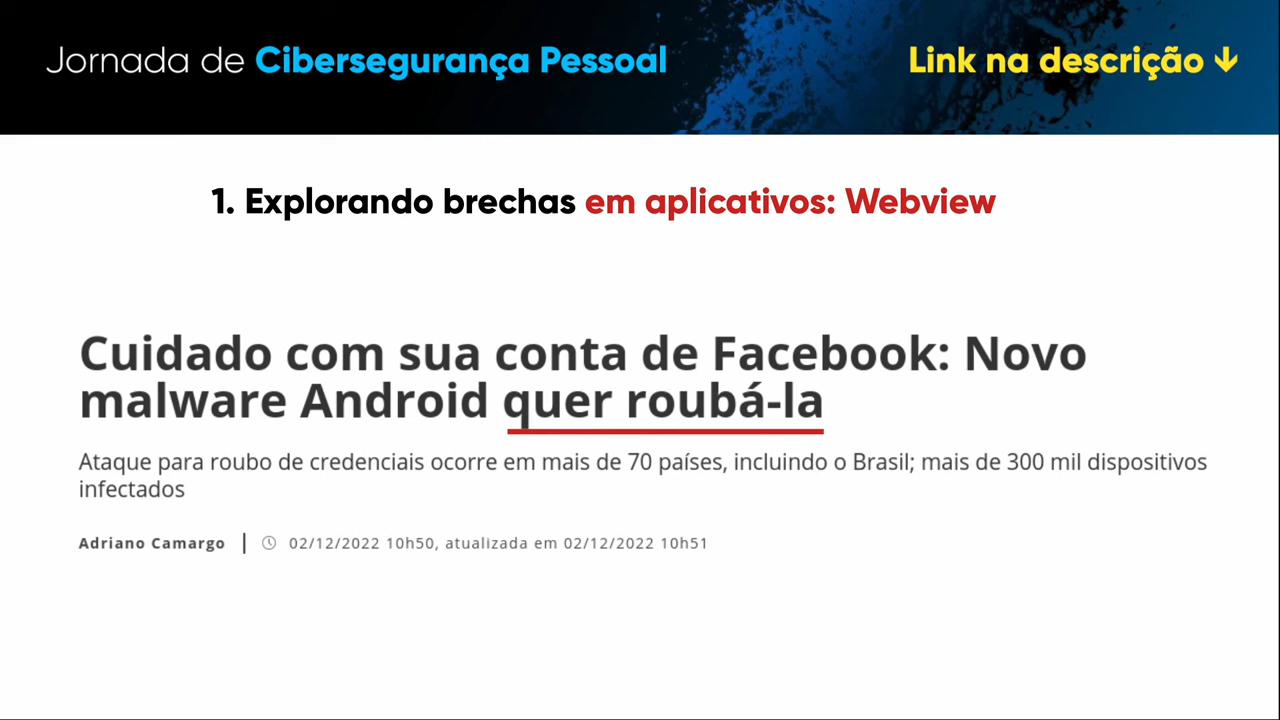 Jornada de Cibersegurança Pessoal
Link na descrição ↓
1. Explorando brechas em aplicativos: Webview
Cuidado com sua conta de Facebook: Novo
malware Android quer roubá-la
Ataque para roubo de credenciais ocorre em mais de 70 países, incluindo o Brasil; mais de 300 mil dispositivos
infectados
Adriano Camargo | 02/12/2022 10h50, atualizada em 02/12/2022 10h51